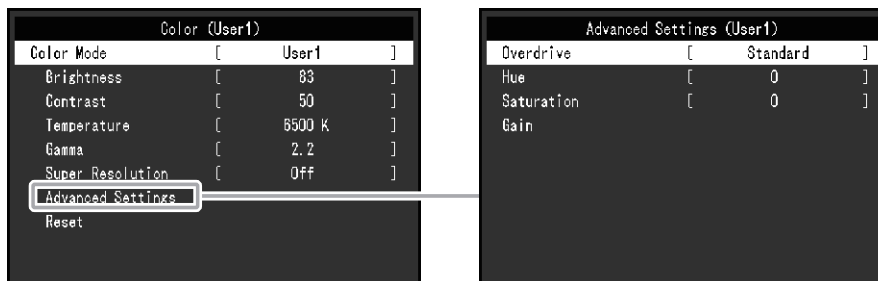 Color (User1)
Color Mode [ User1 ]
Brightness [ 83 ]
Contrast [ 50 ]
Temperature [ 6500 K ]
Gamma [ 2.2 ]
Super Resolution [ Off ]
Advanced Settings
Reset
Advanced Settings (User1)
Overdrive [ Standard ]
Hue [ 0 ]
Saturation [ 0 ]
Gain